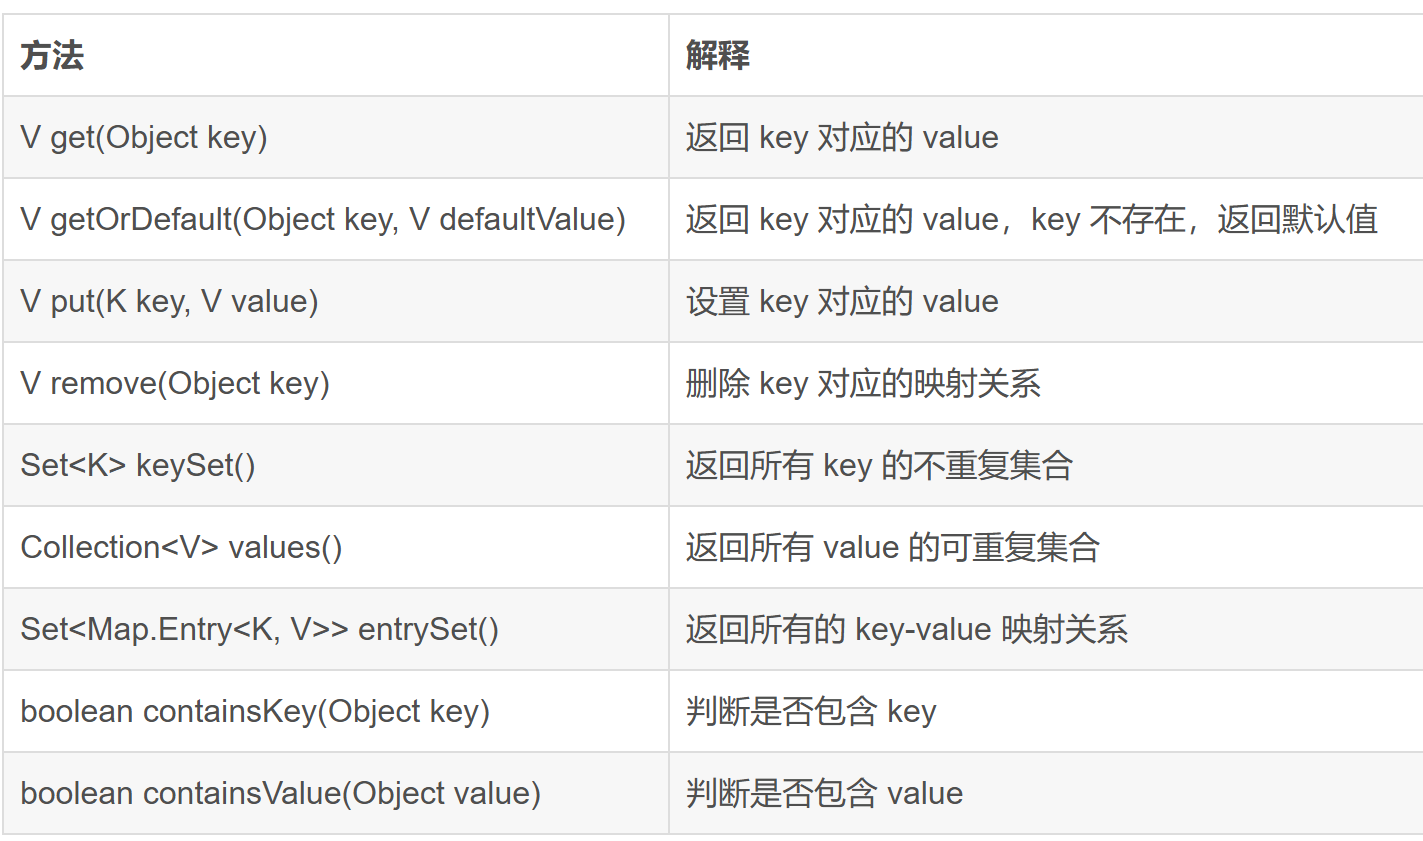 方法 解释
V get(Object key) 返回 key 对应的 value
V getOrDefault(Object key, V defaultValue) 返回 key 对应的 value，key 不存在，返回默认值
V put(K key, V value) 设置 key 对应的 value
V remove(Object key) 删除 key 对应的映射关系
Set<K> keySet() 返回所有 key 的不重复集合
Collection<V> values() 返回所有 value 的可重复集合
Set<Map.Entry<K, V>> entrySet() 返回所有的 key-value 映射关系
boolean containsKey(Object key) 判断是否包含 key
boolean containsValue(Object value) 判断是否包含 value